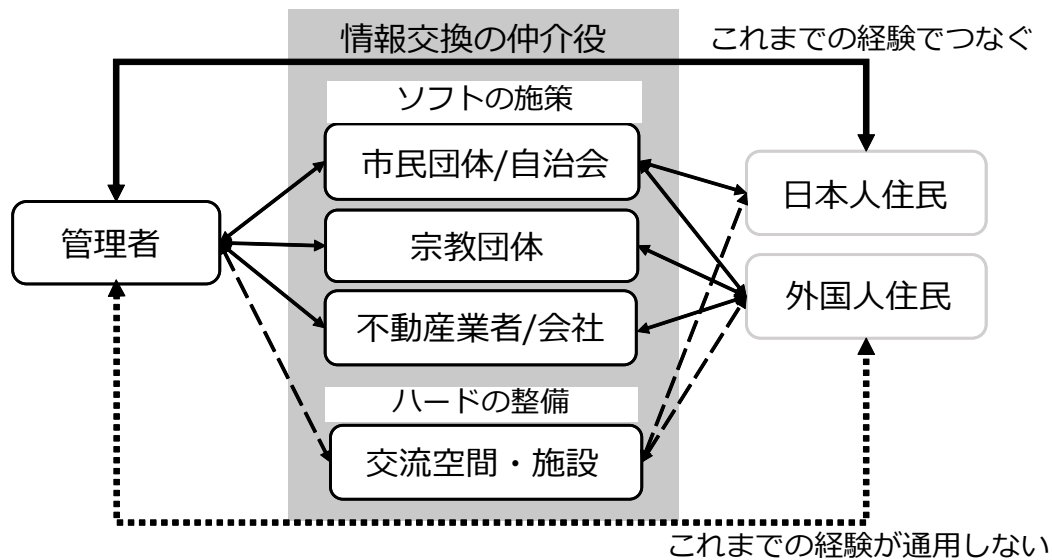 情報交換の仲介役
これまでの経験でつなぐ
ソフトの施策
市民団体/自治会
日本人住民
管理者
宗教団体
外国人住民
不動産業者/会社
ハードの整備
交流空間・施設
これまでの経験が通用しない